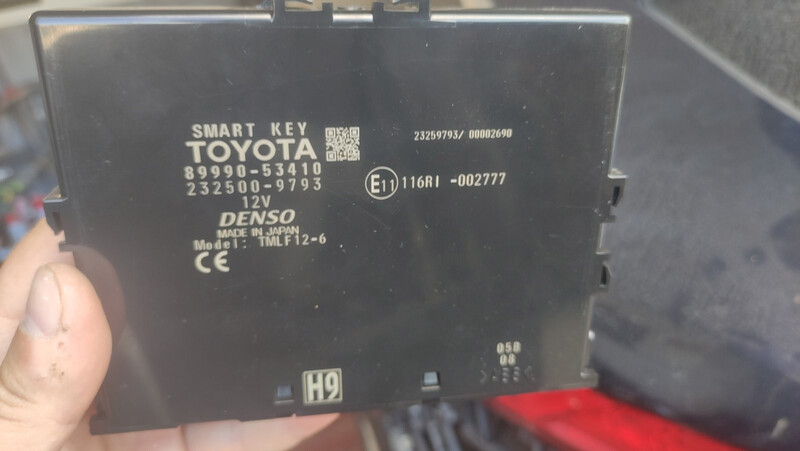 SMART KEY
TOYOTA
89990-53410
232500-9793
12V
DENSO
MADE IN JAPAN
Model: TMLF12-6
CE
23259793/ 00002690
E11 116RI -002777
H9
05B
08